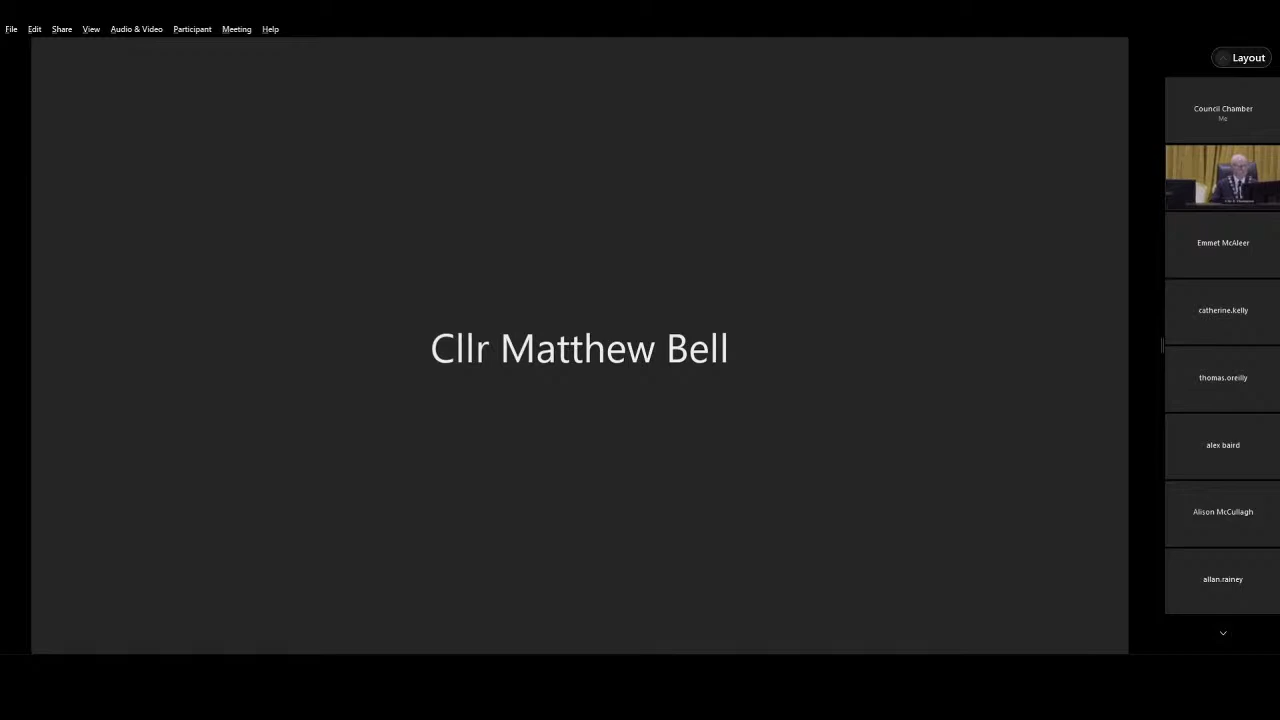 File Edit Share View Audio & Video Participant Meeting Help
Layout
Council Chamber
Me
Emmet McAleer
catherine.kelly
Cllr Matthew Bell
thomas.oreilly
alex baird
Alison McCullagh
allan.rainey